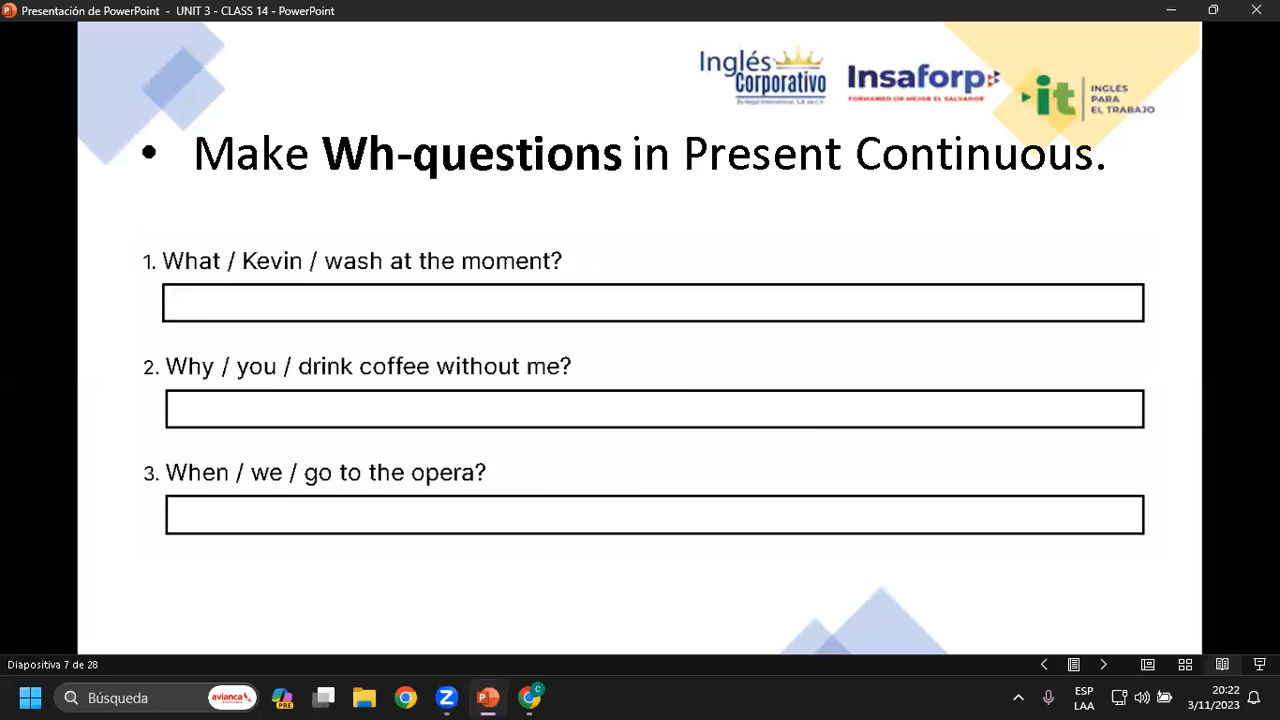 Presentación de PowerPoint - UNIT 3 - CLASS 14 - PowerPoint
Inglés
Corporativo
Insaforp
FORMANDO UN MEJOR EL SALVADOR
it INGLÉS
PARA
EL TRABAJO
• Make Wh-questions in Present Continuous.
1. What / Kevin / wash at the moment?
2. Why / you / drink coffee without me?
3. When / we / go to the opera?
Diapositiva 7 de 28
Búsqueda
avianca
PRE
C
ESP
LAA
20:22
3/11/2023